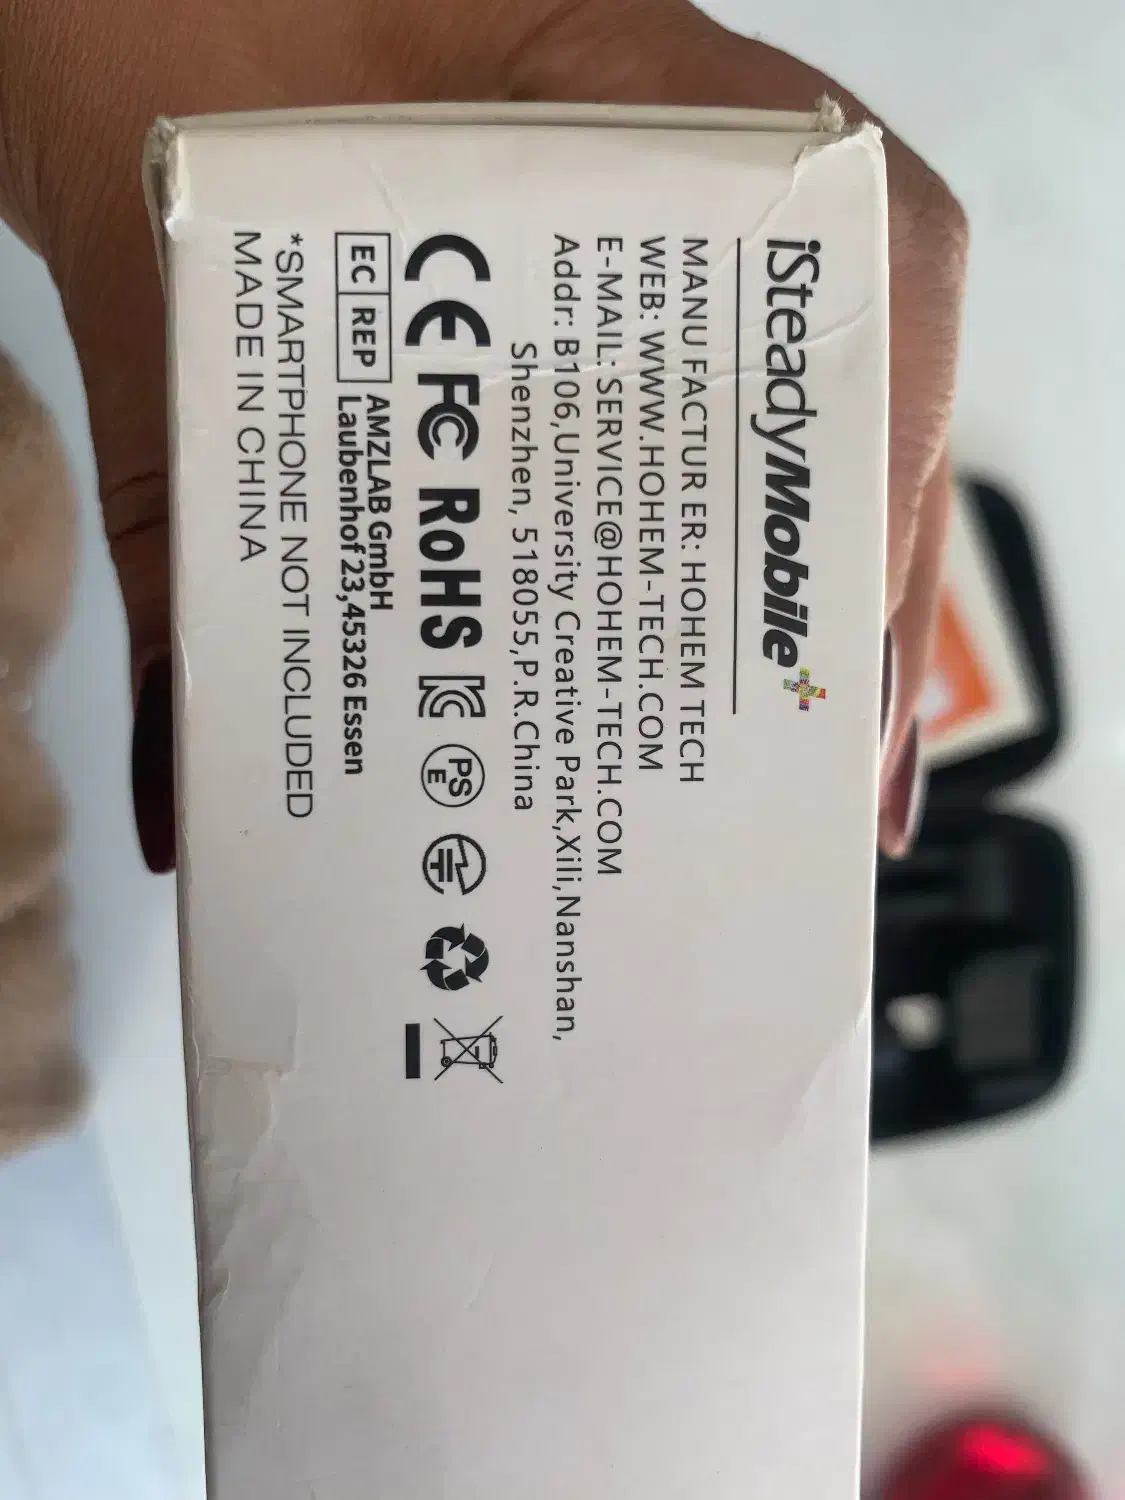 iSteadyMobile+
MANU FACTUR ER: HOHEM TECH
WEB: WWW.HOHEM-TECH.COM
E-MAIL: SERVICE@HOHEM-TECH.COM
Addr: B106,University Creative Park,Xili,Nanshan,
Shenzhen, 518055,P.R.China
CE FC RoHS KC PS E
EC REP AMZLAB GmbH
Laubenhof 23,45326 Essen
*SMARTPHONE NOT INCLUDED
MADE IN CHINA